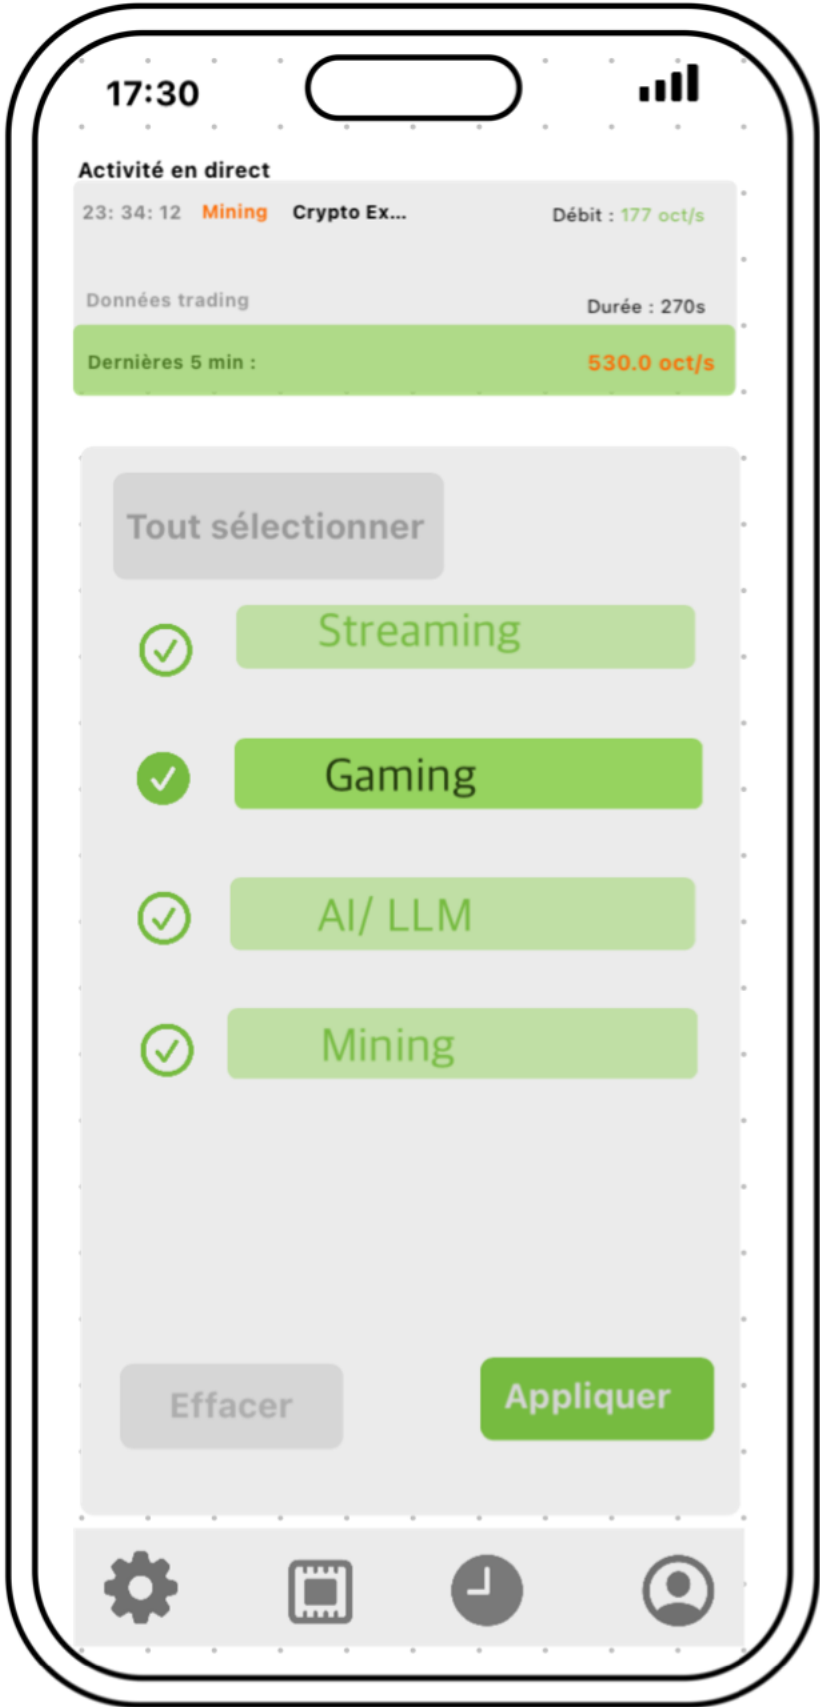 17:30
Activité en direct
23: 34: 12 Mining Crypto Ex... Débit : 177 oct/s
Données trading Durée : 270s
Dernières 5 min : 530.0 oct/s
Tout sélectionner
Streaming
Gaming
AI/ LLM
Mining
Effacer Appliquer